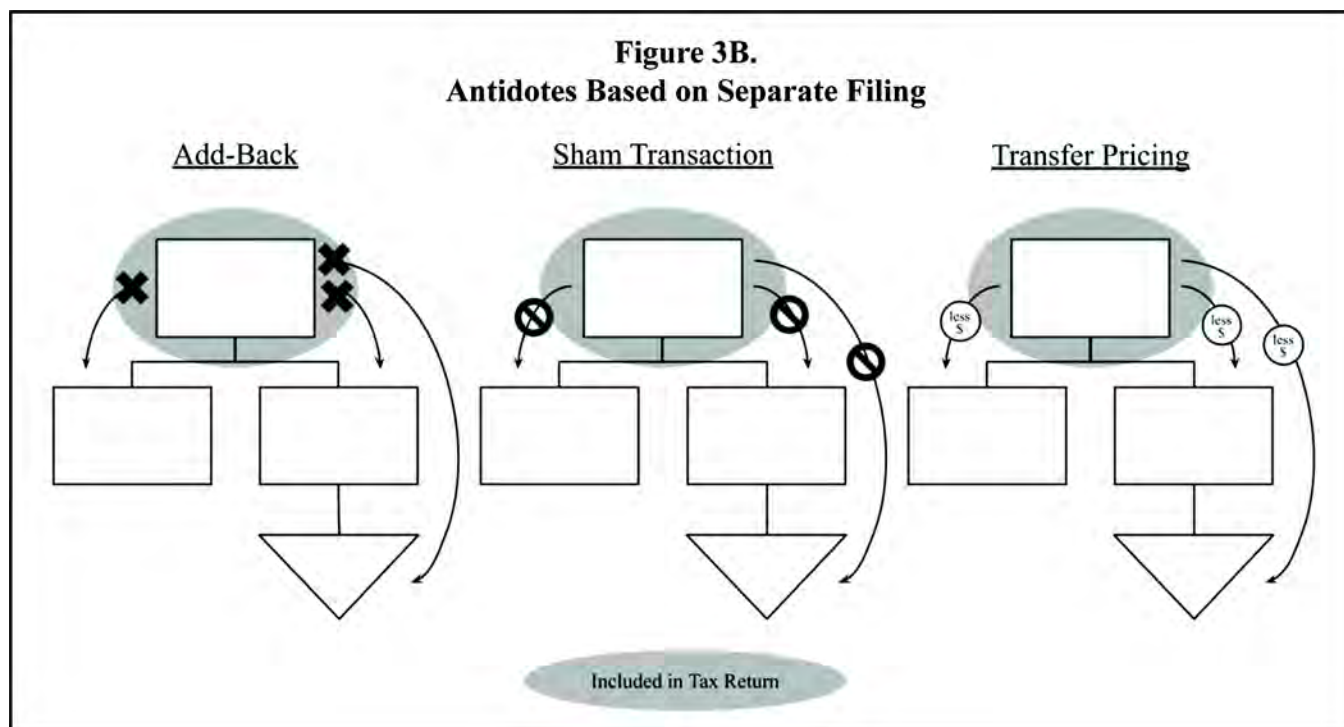 Figure 3B.
Antidotes Based on Separate Filing
Add-Back
Sham Transaction
Transfer Pricing
less
$
less
$
less
$
Included in Tax Return